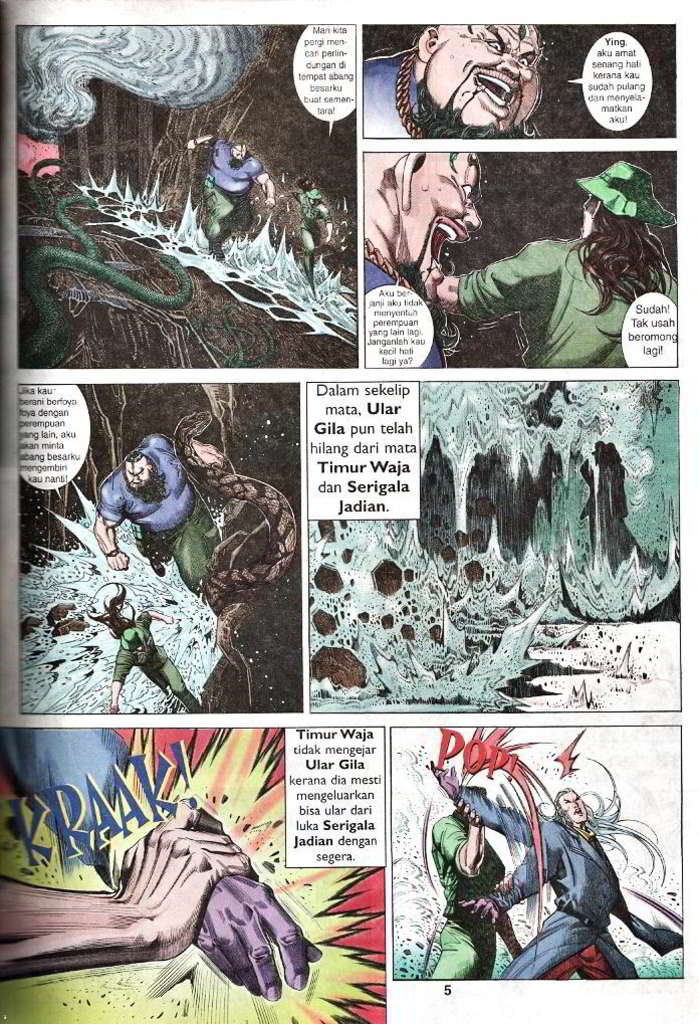 Mari kita
pergi men-
cari perlin-
dungan di
tempat abang
besarku
buat semen-
tara!
Ying,
aku amat
senang hati
kerana kau
sudah pulang
dan menyela-
matkan
aku!
Aku ber-
janji aku tidak
menyentuh
perempuan
yang lain lagi.
Janganlah kau
kecil hati
lagi ya?
Sudah!
Tak usah
beromong
lagi!
Jika kau
berani berfoya-
foya dengan
perempuan
yang lain, aku
akan minta
abang besarku
mengembiri
kau nanti!
Dalam sekelip
mata, Ular
Gila pun telah
hilang dari mata
Timur Waja
dan Serigala
Jadian.
KRAAK!
Timur Waja
tidak mengejar
Ular Gila
kerana dia mesti
mengeluarkan
bisa ular dari
luka Serigala
Jadian dengan
segera.
POP!
5